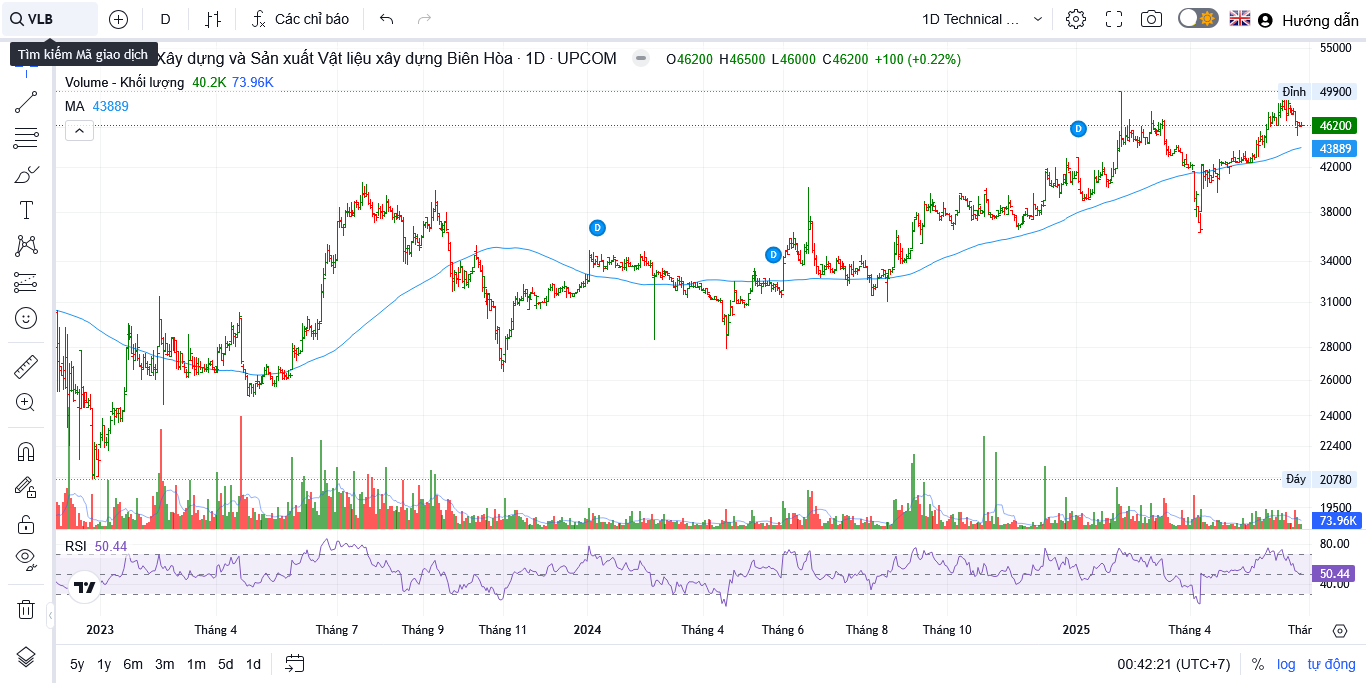 VLB
D
Các chỉ báo
1D Technical ...
Hướng dẫn
Tìm kiếm Mã giao dịch
Xây dựng và Sản xuất Vật liệu xây dựng Biên Hòa · 1D · UPCOM
O46200 H46500 L46000 C46200 +100 (+0.22%)
Volume - Khối lượng 40.2K 73.96K
MA 43889
55000
Đỉnh 49900
46200
43889
42000
38000
34000
31000
28000
26000
24000
22400
Đáy 20780
19500
73.96K
D
D
D
RSI 50.44
80.00
50.44
40.00
2023
Tháng 4
Tháng 7
Tháng 9
Tháng 11
2024
Tháng 4
Tháng 6
Tháng 8
Tháng 10
2025
Tháng 4
Thár
5y 1y 6m 3m 1m 5d 1d
00:42:21 (UTC+7)
% log tự động